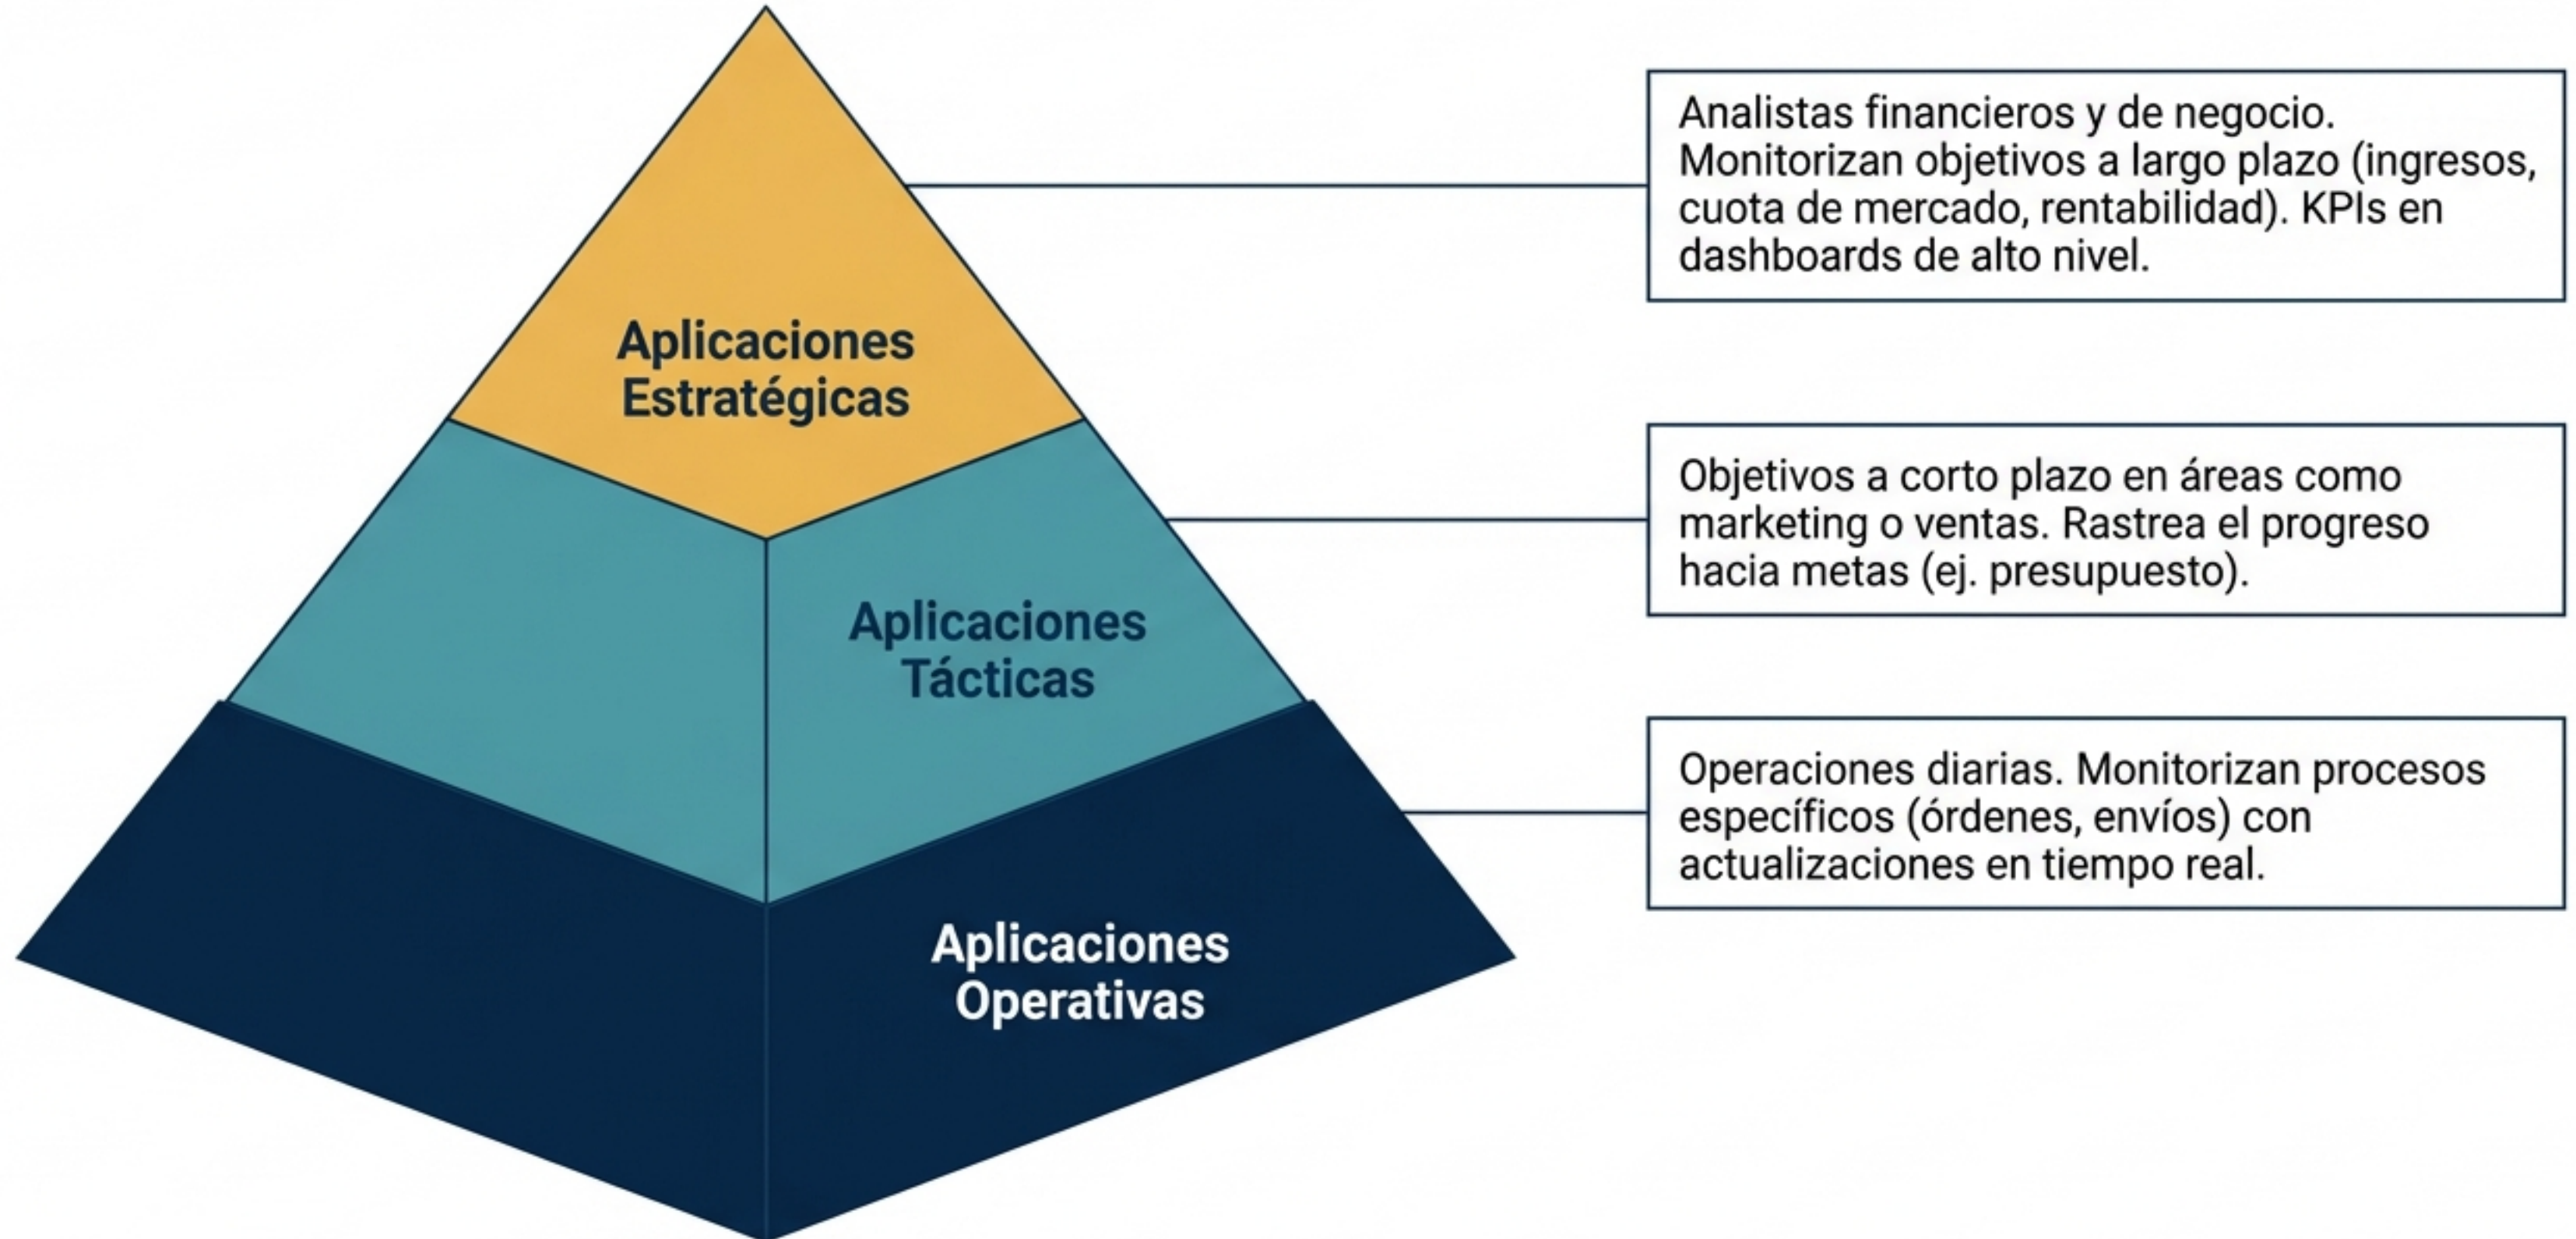 Aplicaciones
Estratégicas
Analistas financieros y de negocio.
Monitorizan objetivos a largo plazo (ingresos,
cuota de mercado, rentabilidad). KPIs en
dashboards de alto nivel.
Aplicaciones
Tácticas
Objetivos a corto plazo en áreas como
marketing o ventas. Rastrea el progreso
hacia metas (ej. presupuesto).
Aplicaciones
Operativas
Operaciones diarias. Monitorizan procesos
específicos (órdenes, envíos) con
actualizaciones en tiempo real.